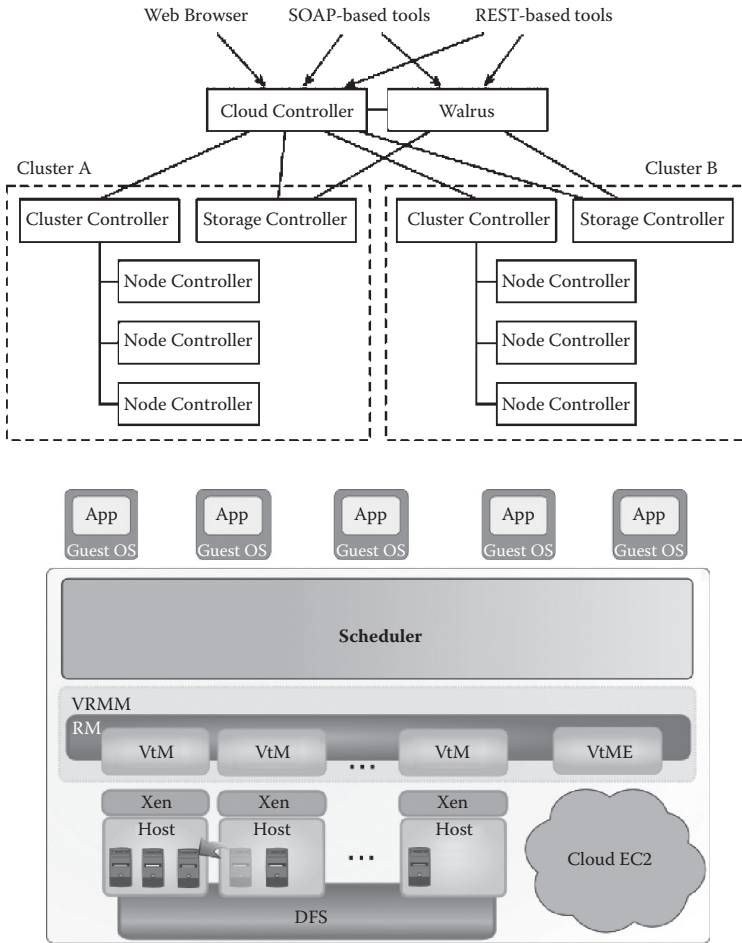 Web Browser SOAP-based tools REST-based tools
Cloud Controller Walrus
Cluster A Cluster B
Cluster Controller Storage Controller Cluster Controller Storage Controller
Node Controller Node Controller
Node Controller Node Controller
Node Controller Node Controller
App App App App App
Guest OS Guest OS Guest OS Guest OS Guest OS
Scheduler
VRMM
RM
VtM VtM ... VtM VtME
Xen Xen Xen
Host Host ... Host
Cloud EC2
DFS